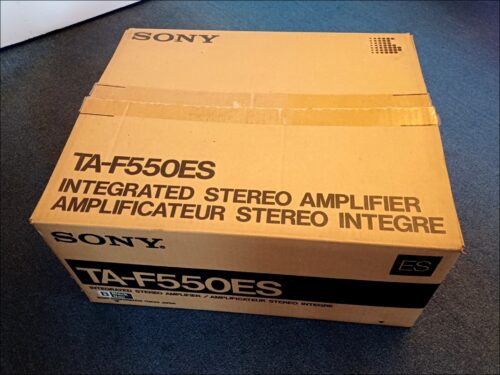 SONY
TA-F550ES
INTEGRATED STEREO AMPLIFIER
AMPLIFICATEUR STEREO INTEGRE
SONY®
ES
TA-F550ES
INTEGRATED STEREO AMPLIFIER / AMPLIFICATEUR STEREO INTEGRE